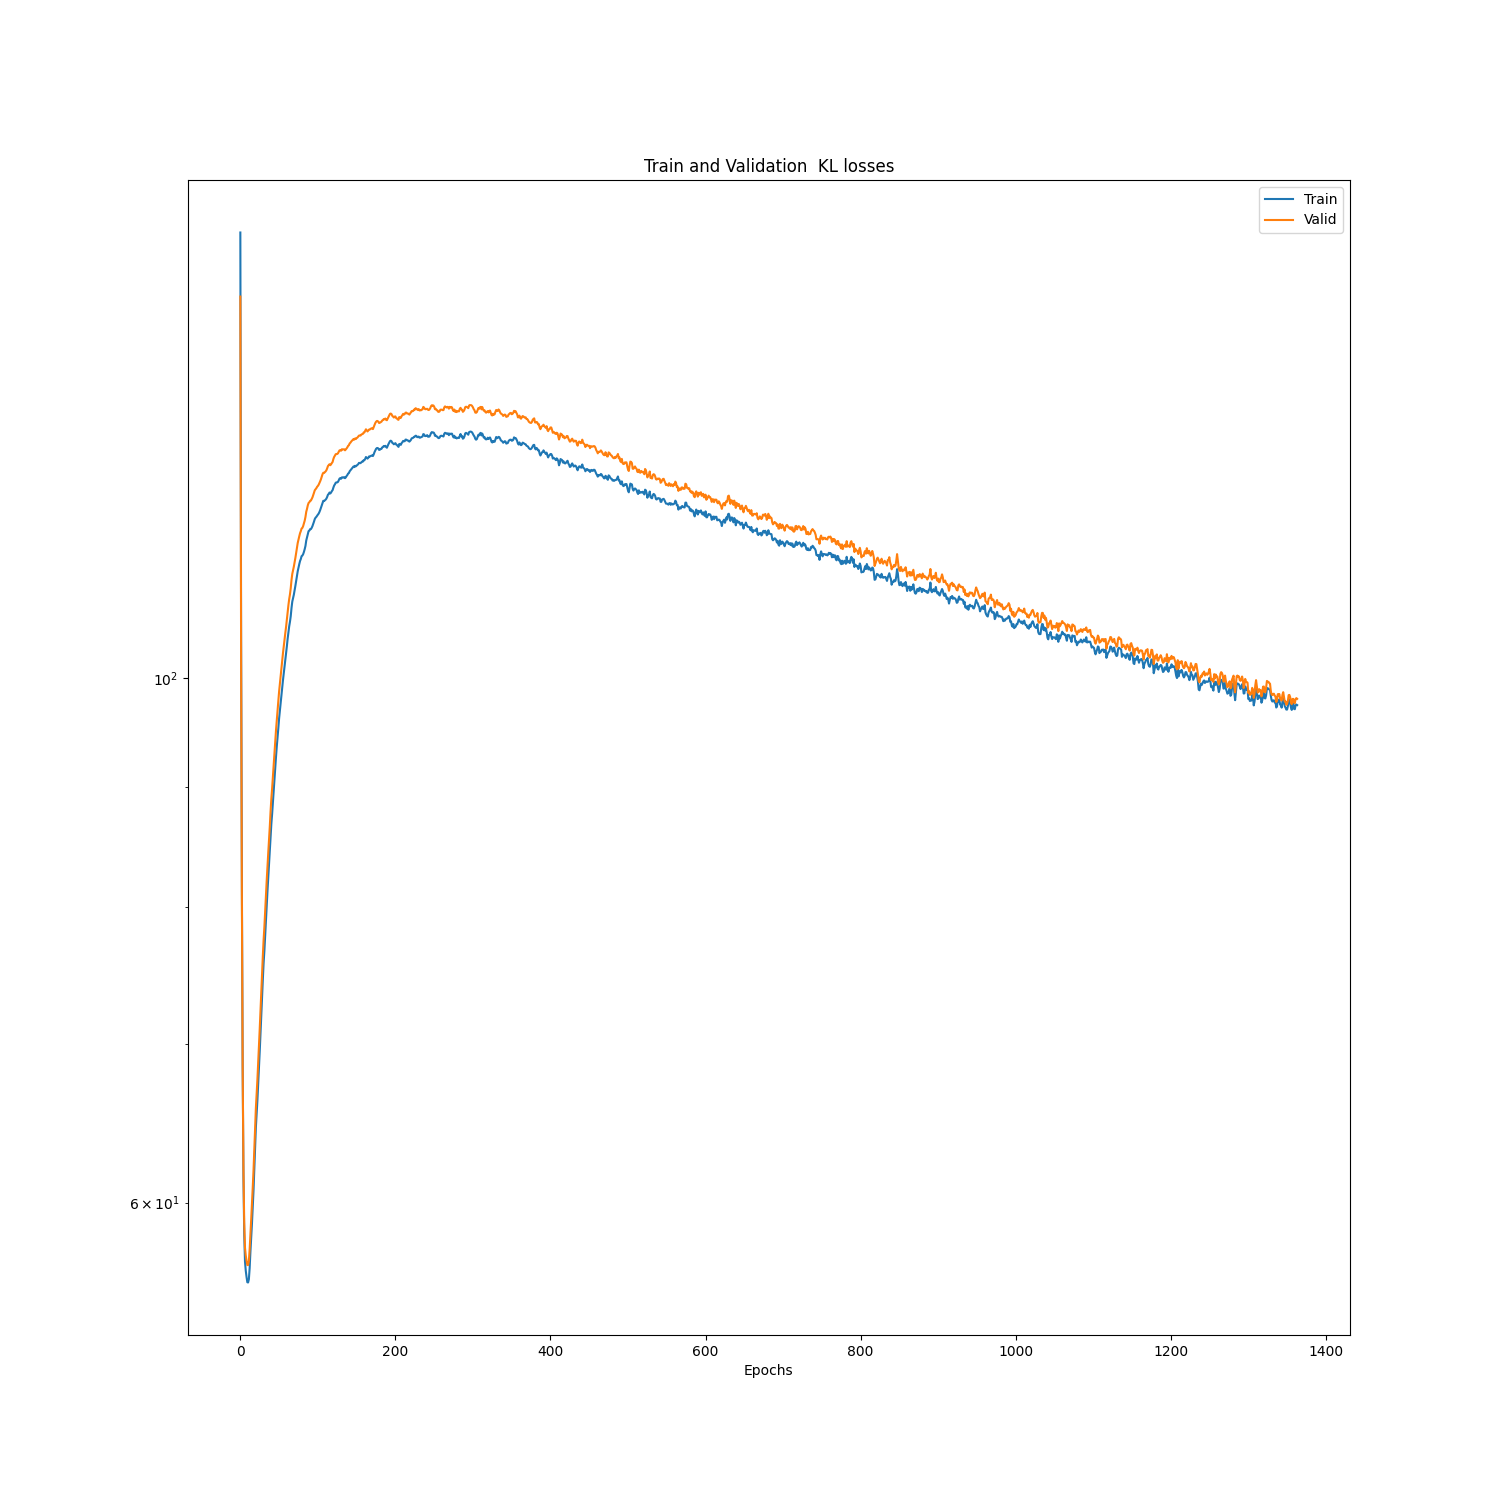 Train and Validation  KL losses
Train
Valid
10²
6 × 10¹
0 200 400 600 800 1000 1200 1400
Epochs